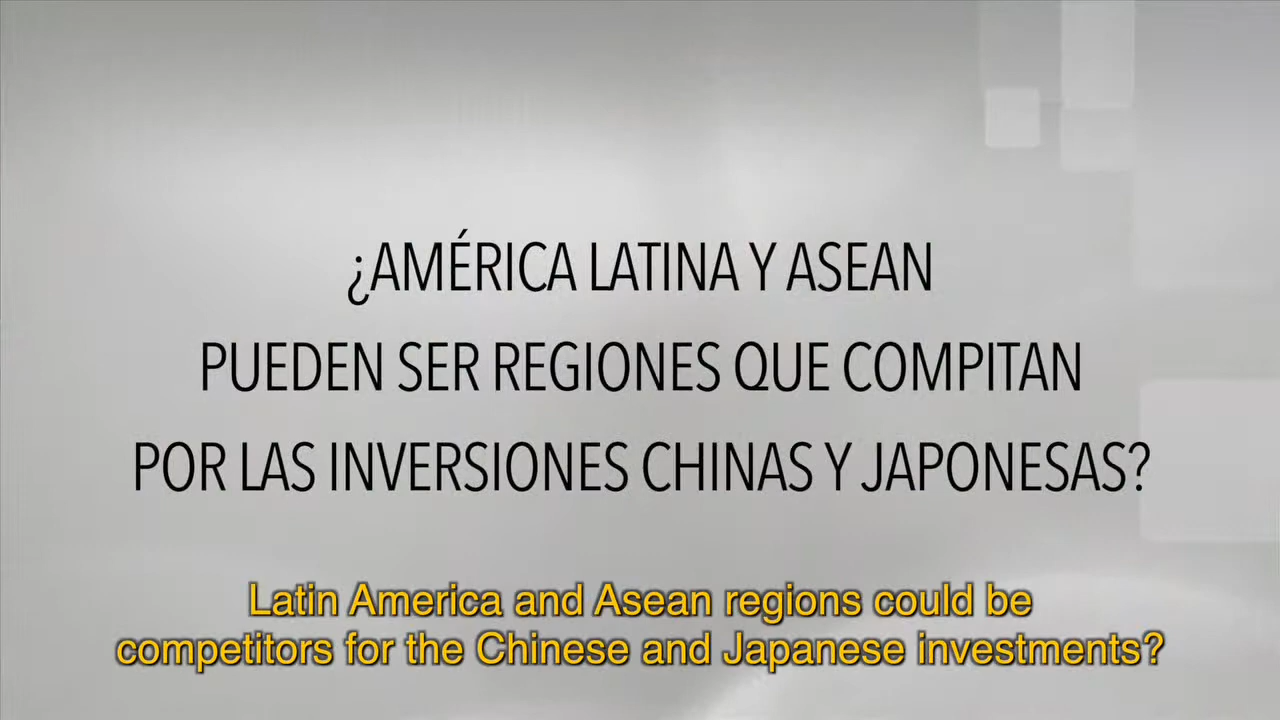 ¿AMÉRICA LATINA Y ASEAN
PUEDEN SER REGIONES QUE COMPITAN
POR LAS INVERSIONES CHINAS Y JAPONESAS?
Latin America and Asean regions could be
competitors for the Chinese and Japanese investments?